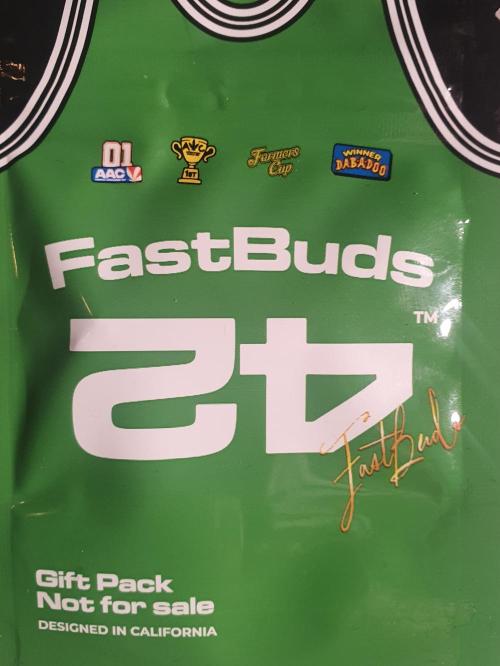 01
AAC
1ST
Farmers
Cup
WINNER
DABADOO
FastBuds
42
TM
FastBuds
Gift Pack
Not for sale
DESIGNED IN CALIFORNIA